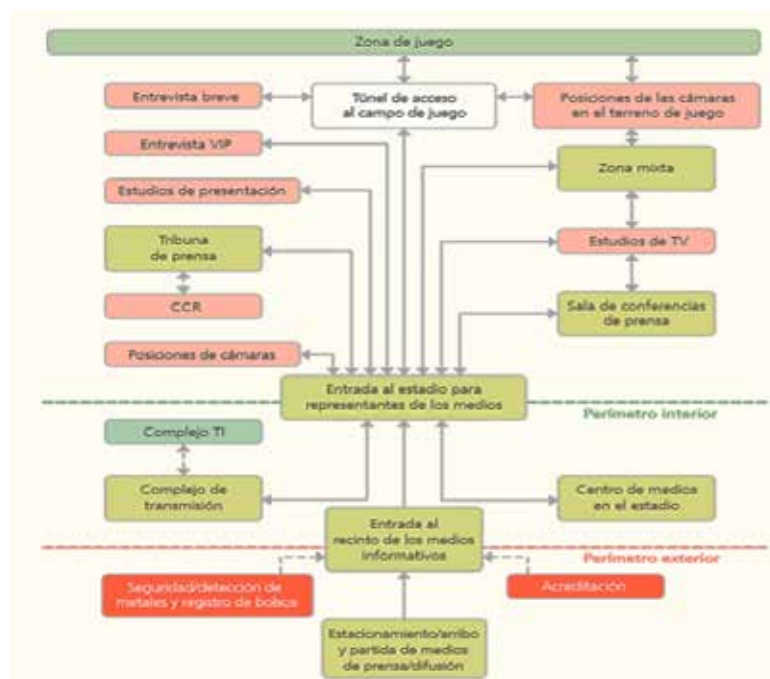 Zona de juego
Entrevista breve
Túnel de acceso
al campo de juego
Posiciones de las cámaras
en el terreno de juego
Entrevista VIP
Zona mixta
Estudios de presentación
Tribuna
de prensa
Estudios de TV
CCR
Sala de conferencias
de prensa
Posiciones de cámaras
Entrada al estadio para
representantes de los medios
Perímetro interior
Complejo TI
Complejo de
transmisión
Centro de medios
en el estadio
Entrada al
recinto de los medios
informativos
Perímetro exterior
Seguridad/detección de
metales y registro de bolsos
Acreditación
Estacionamiento/arribo
y partida de medios
de prensa/difusión